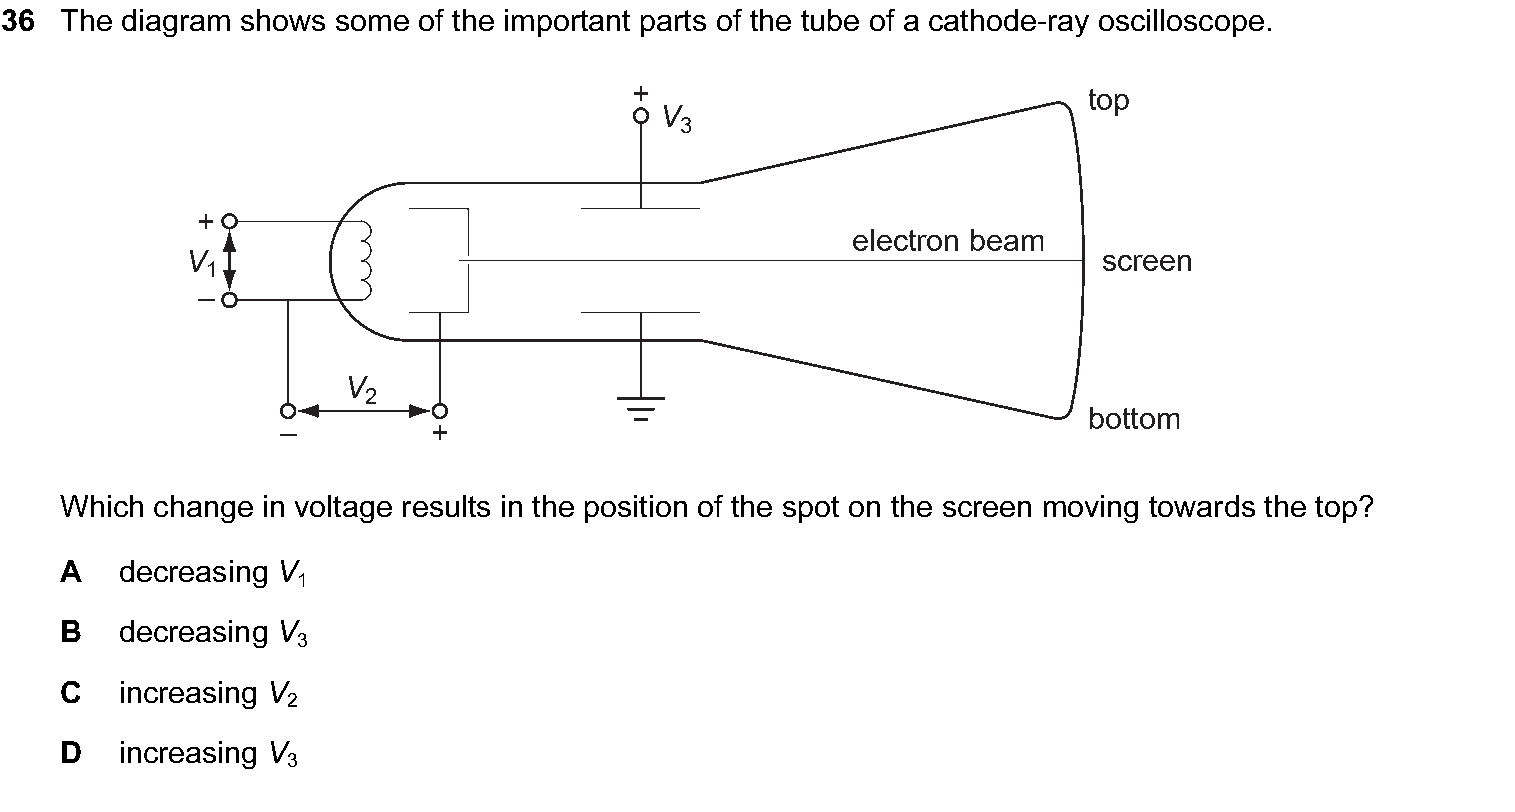 36 The diagram shows some of the important parts of the tube of a cathode-ray oscilloscope.
+
V3
top
+
V1
–
electron beam
screen
V2
–
+
bottom
Which change in voltage results in the position of the spot on the screen moving towards the top?
A decreasing V1
B decreasing V3
C increasing V2
D increasing V3